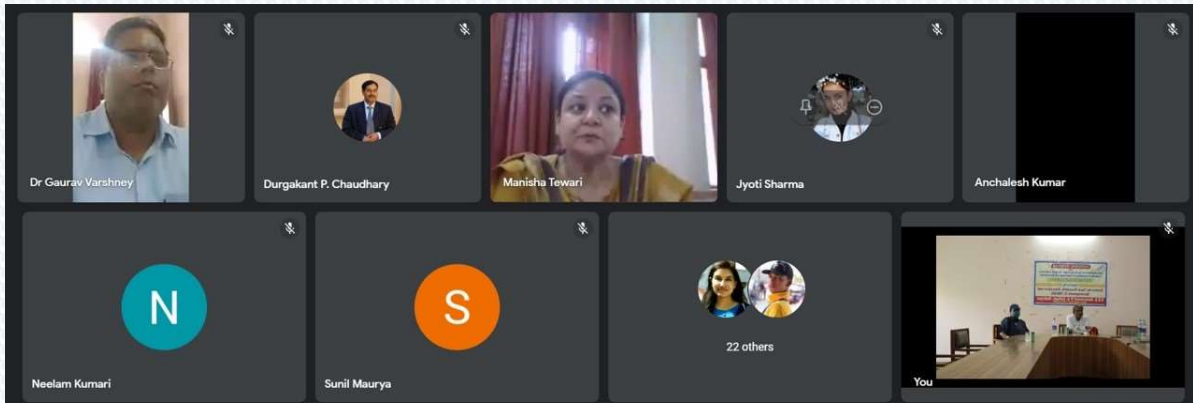 Dr Gaurav Varshney
Durgakant P. Chaudhary
Manisha Tewari
Jyoti Sharma
Anchalesh Kumar
N
Neelam Kumari
S
Sunil Maurya
22 others
You